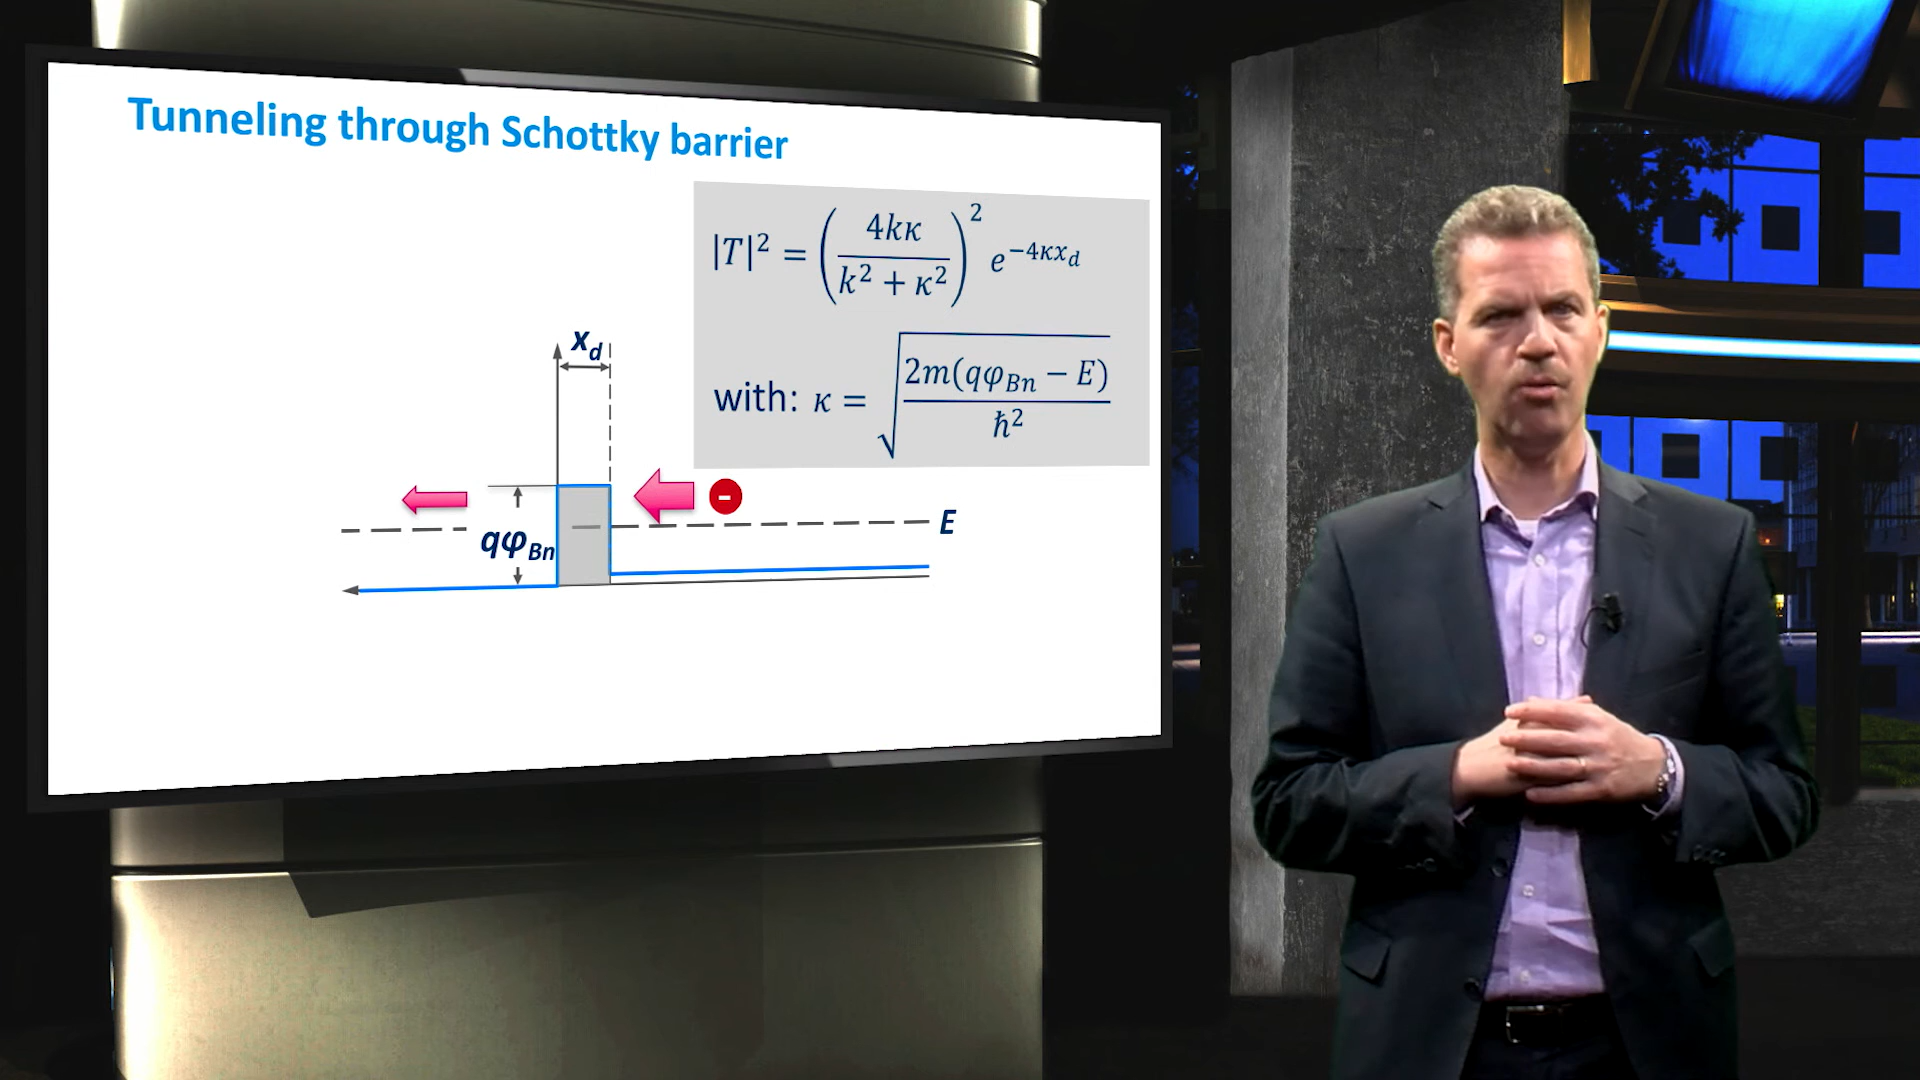 Tunneling through Schottky barrier
|T|² = (4kκ / (k² + κ²))² e^(−4κx_d)
with: κ = √(2m(qφ_Bn − E) / ħ²)
x_d
-
E
qφ_Bn